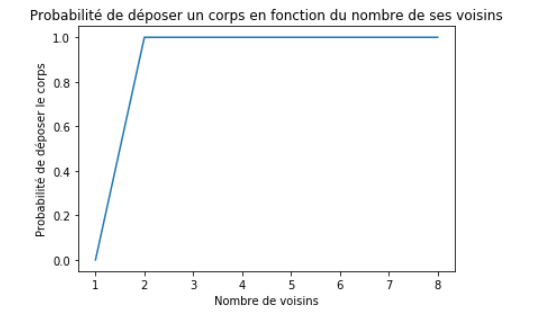 Probabilité de déposer un corps en fonction du nombre de ses voisins
Probabilité de déposer le corps
1.0
0.8
0.6
0.4
0.2
0.0
1 2 3 4 5 6 7 8
Nombre de voisins